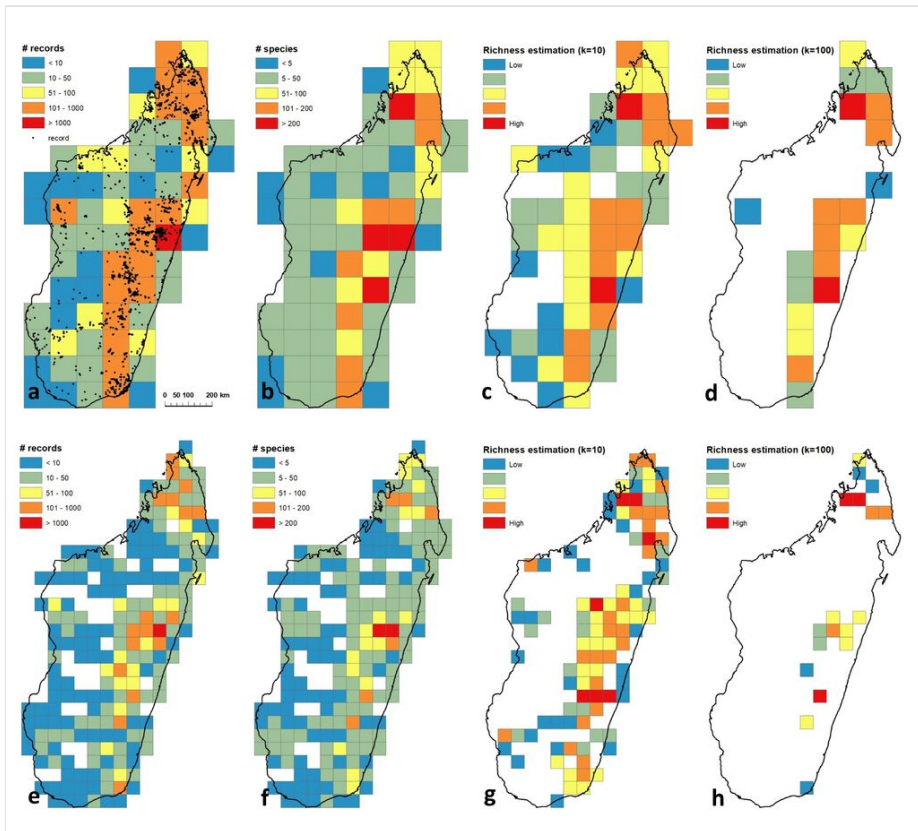 # records
< 10
10 - 50
51 - 100
101 - 1000
> 1000
record
a
0 50 100 200 km
# species
< 5
5 - 50
51 - 100
101 - 200
> 200
b
Richness estimation (k=10)
Low
High
c
Richness estimation (k=100)
Low
High
d
# records
< 10
10 - 50
51 - 100
101 - 1000
> 1000
e
# species
< 5
5 - 50
51 - 100
101 - 200
> 200
f
Richness estimation (k=10)
Low
High
g
Richness estimation (k=100)
Low
High
h